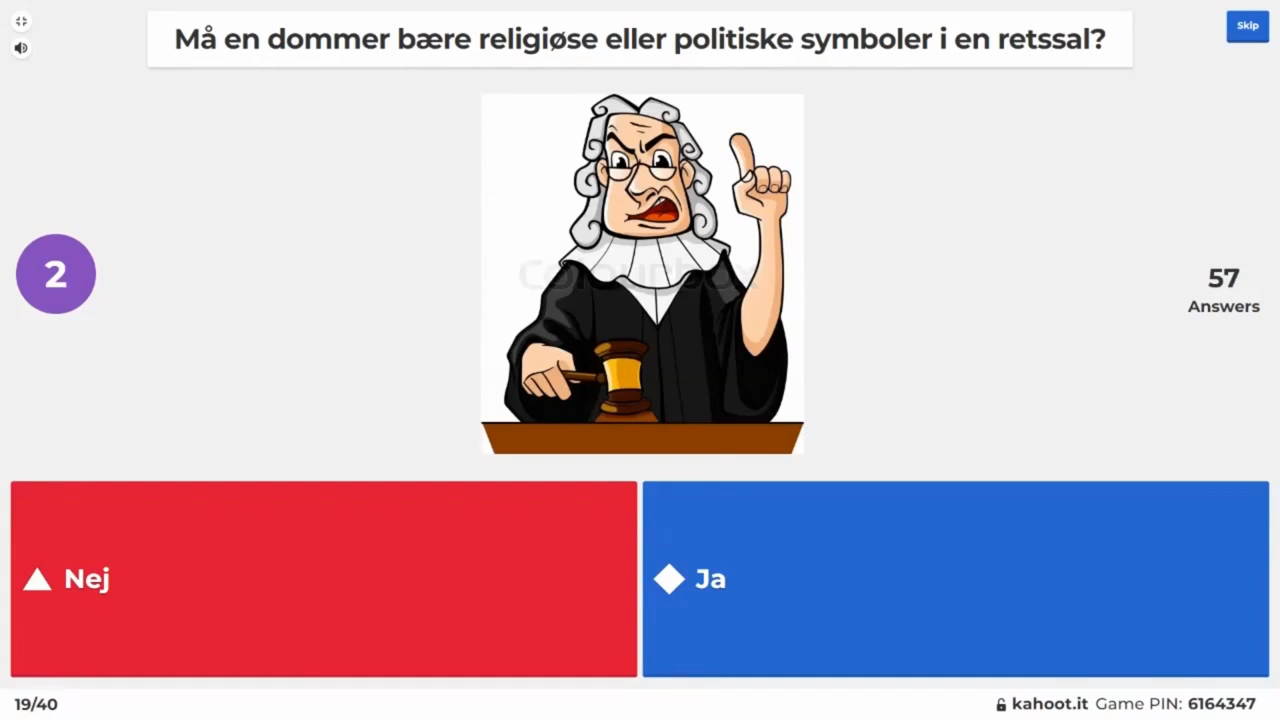 Må en dommer bære religiøse eller politiske symboler i en retssal?
Skip
2
57
Answers
Colourbox
Nej
Ja
19/40
kahoot.it Game PIN: 6164347